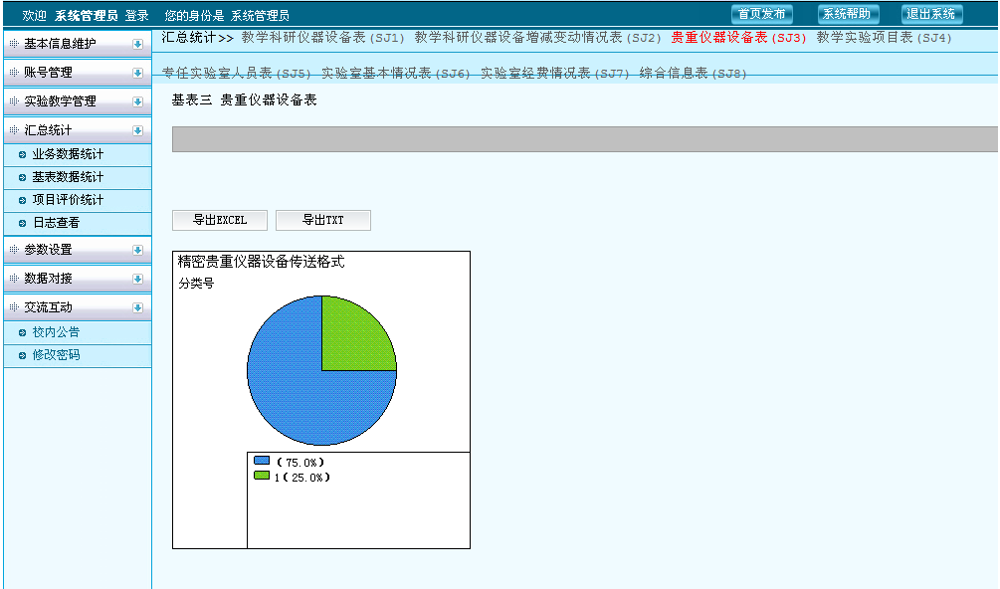 欢迎 系统管理员 登录 您的身份是 系统管理员 首页发布 系统帮助 退出系统
基本信息维护
账号管理
实验教学管理
汇总统计
业务数据统计
基表数据统计
项目评价统计
日志查看
参数设置
数据对接
交流互动
校内公告
修改密码
汇总统计>> 教学科研仪器设备表(SJ1) 教学科研仪器设备增减变动情况表(SJ2) 贵重仪器设备表(SJ3) 教学实验项目表(SJ4)
专任实验室人员表(SJ5) 实验室基本情况表(SJ6) 实验室经费情况表(SJ7) 综合信息表(SJ8)
基表三 贵重仪器设备表
导出EXCEL 导出TXT
精密贵重仪器设备传送格式
分类号
(75.0%)
1(25.0%)